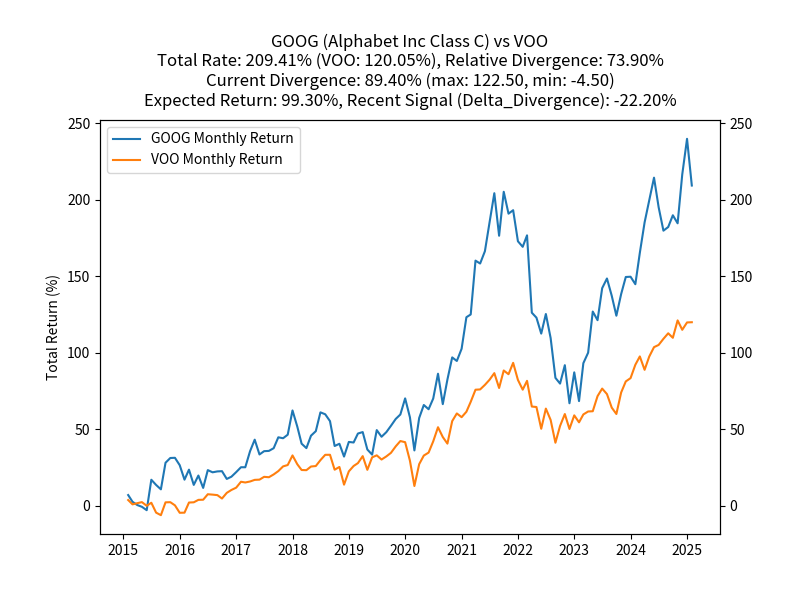 GOOG (Alphabet Inc Class C) vs VOO
Total Rate: 209.41% (VOO: 120.05%), Relative Divergence: 73.90%
Current Divergence: 89.40% (max: 122.50, min: -4.50)
Expected Return: 99.30%, Recent Signal (Delta_Divergence): -22.20%
GOOG Monthly Return
VOO Monthly Return
Total Return (%)
250 250
200 200
150 150
100 100
50 50
0 0
2015 2016 2017 2018 2019 2020 2021 2022 2023 2024 2025